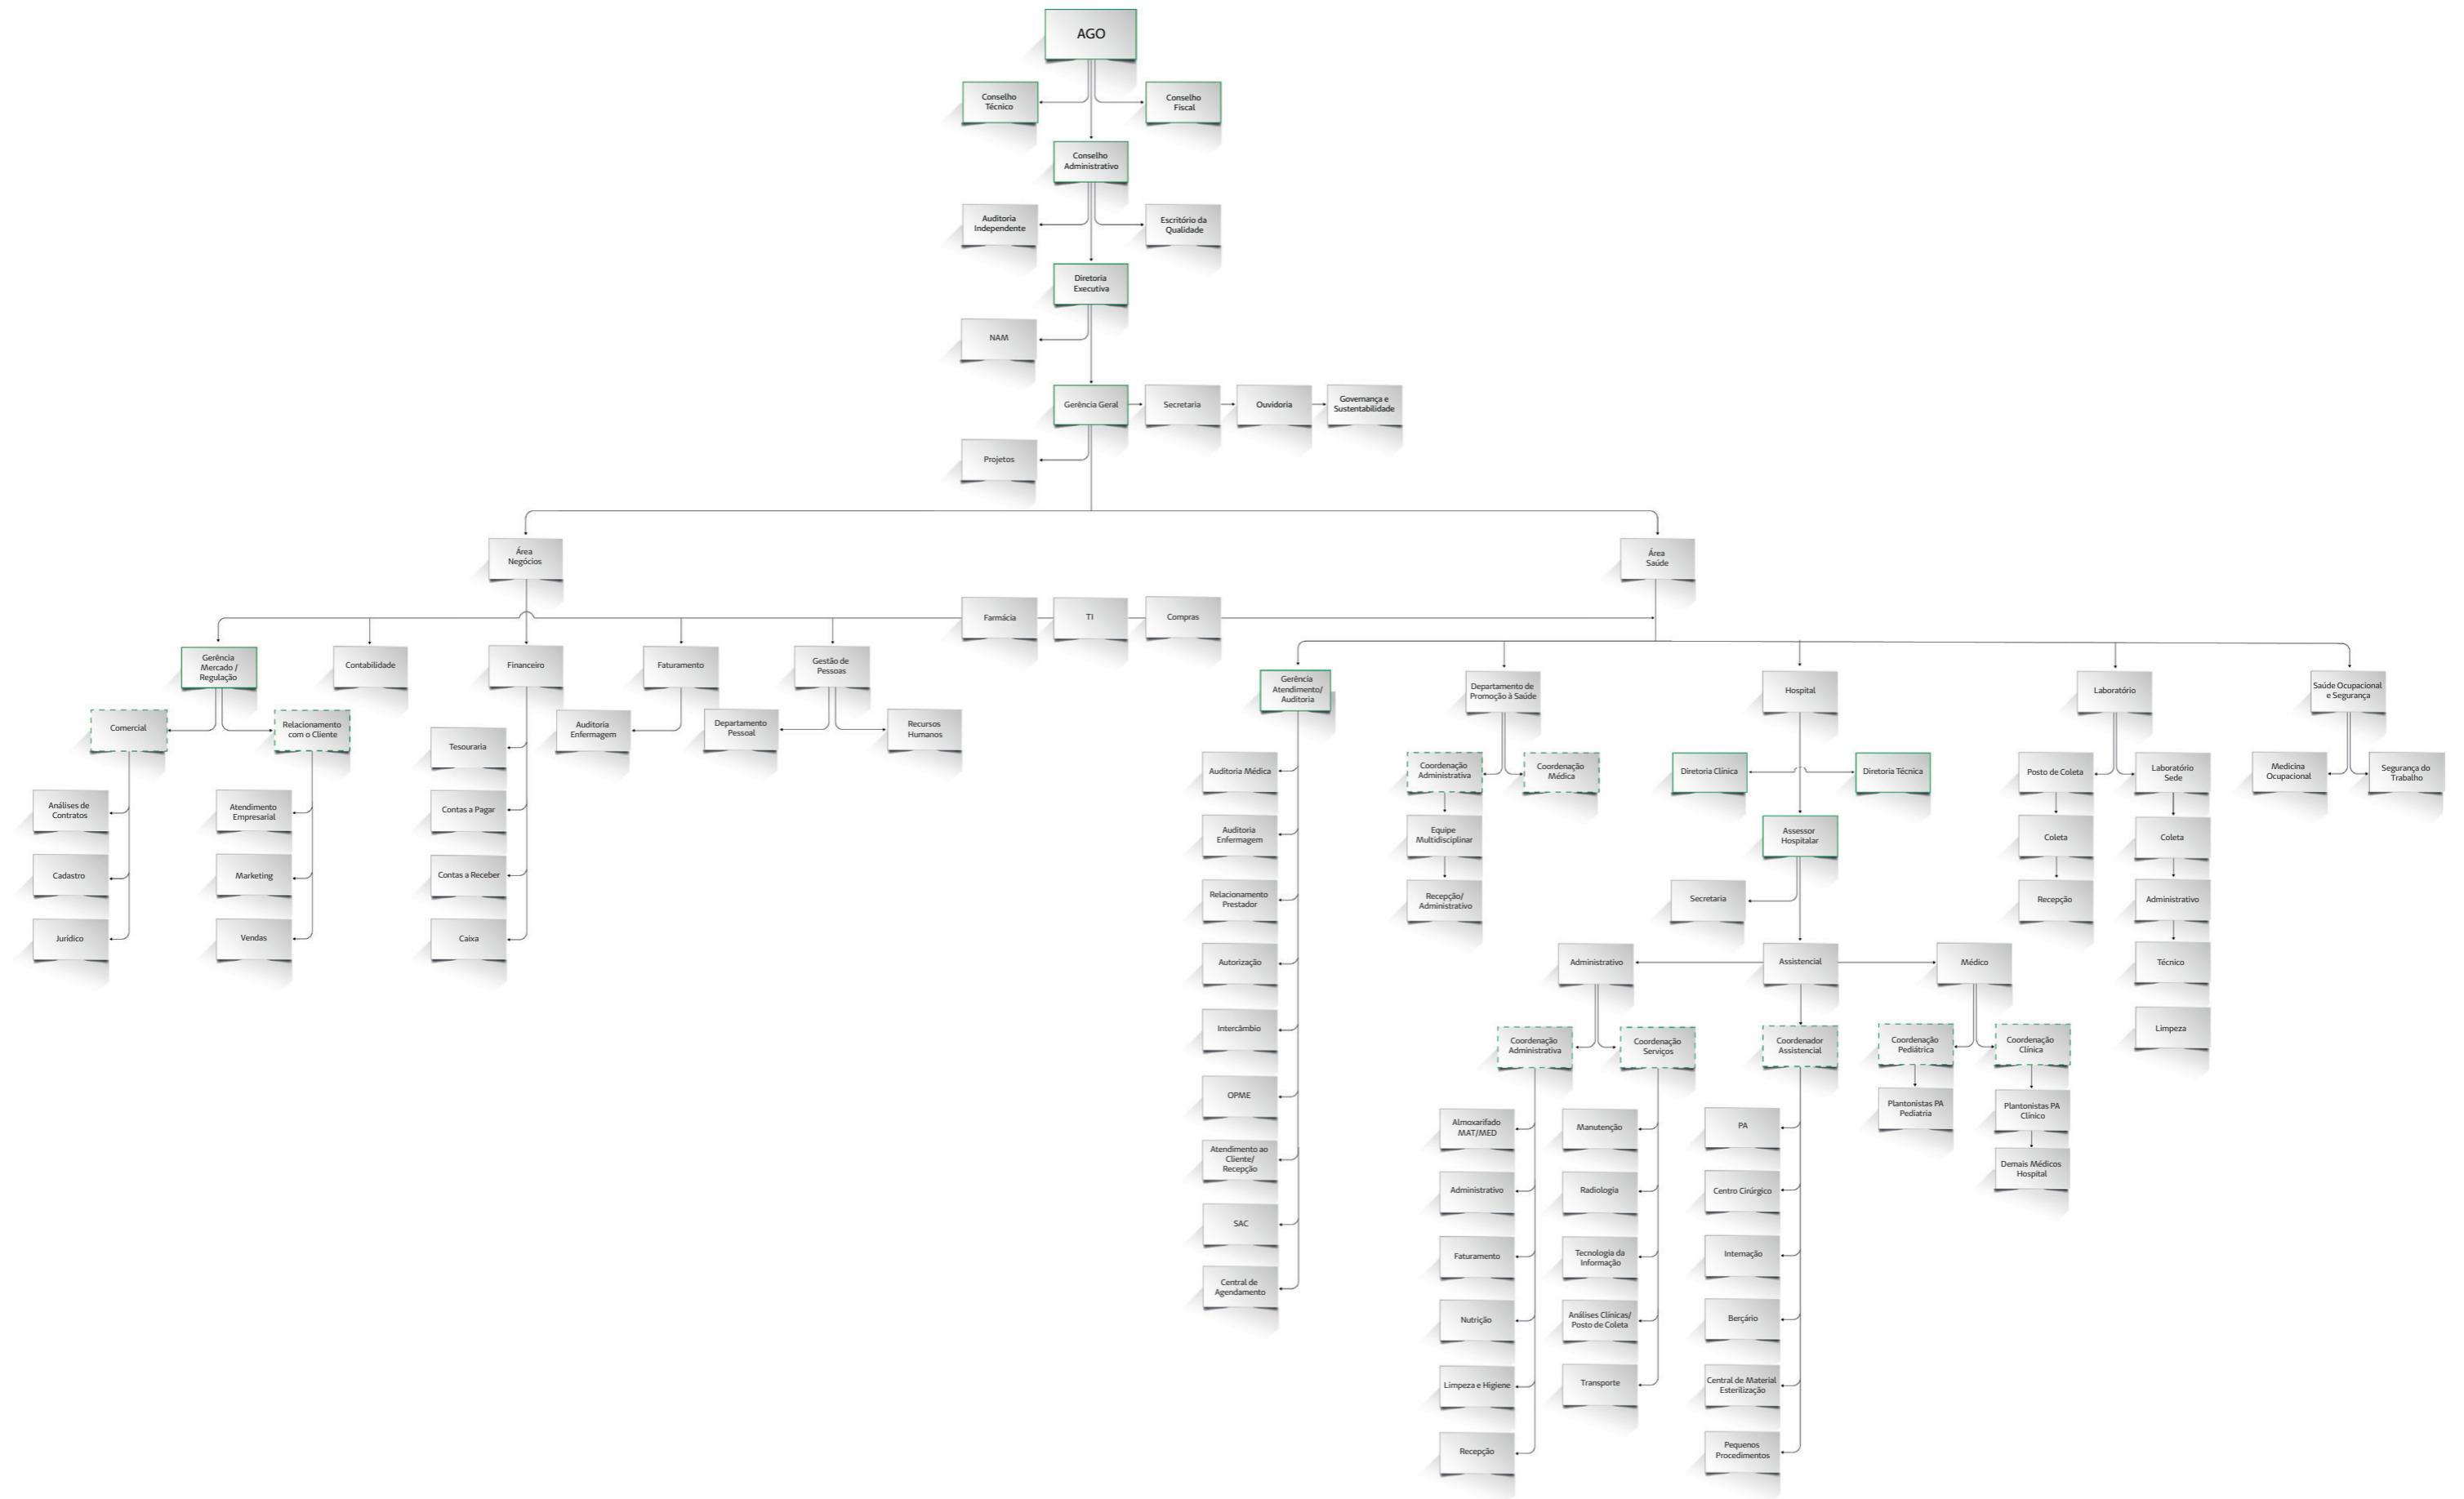 AGO
Conselho
Técnico
Conselho
Fiscal
Conselho
Administrativo
Auditoria
Independente
Escritório da
Qualidade
Diretoria
Executiva
NAM
Gerência Geral
Secretaria
Ouvidoria
Governança e
Sustentabilidade
Projetos
Área
Negócios
Área
Saúde
Farmácia
TI
Compras
Gerência
Mercado /
Regulação
Contabilidade
Financeiro
Faturamento
Gestão de
Pessoas
Comercial
Relacionamento
com o Cliente
Auditoria
Enfermagem
Departamento
Pessoal
Recursos
Humanos
Análises de
Contratos
Cadastro
Jurídico
Atendimento
Empresarial
Marketing
Vendas
Tesouraria
Contas a Pagar
Contas a Receber
Caixa
Gerência
Atendimento/
Auditoria
Departamento de
Promoção à Saúde
Hospital
Laboratório
Saúde Ocupacional
e Segurança
Auditoria Médica
Auditoria
Enfermagem
Relacionamento
Prestador
Autorização
Intercâmbio
OPME
Atendimento ao
Cliente/
Recepção
SAC
Central de
Agendamento
Coordenação
Administrativa
Coordenação
Médica
Equipe
Multidisciplinar
Recepção/
Administrativo
Diretoria Clínica
Diretoria Técnica
Assessor
Hospitalar
Secretaria
Administrativo
Assistencial
Médico
Coordenação
Administrativa
Coordenação
Serviços
Coordenador
Assistencial
Coordenação
Pediátrica
Coordenação
Clínica
Almoxarifado
MAT/MED
Administrativo
Faturamento
Nutrição
Limpeza e Higiene
Recepção
Manutenção
Radiologia
Tecnologia da
Informação
Análises Clínicas/
Posto de Coleta
Transporte
PA
Centro Cirúrgico
Internação
Berçário
Central de Material
Esterilização
Pequenos
Procedimentos
Plantonistas PA
Pediatria
Plantonistas PA
Clínico
Demais Médicos
Hospital
Posto de Coleta
Coleta
Recepção
Laboratório
Sede
Coleta
Administrativo
Técnico
Limpeza
Medicina
Ocupacional
Segurança do
Trabalho